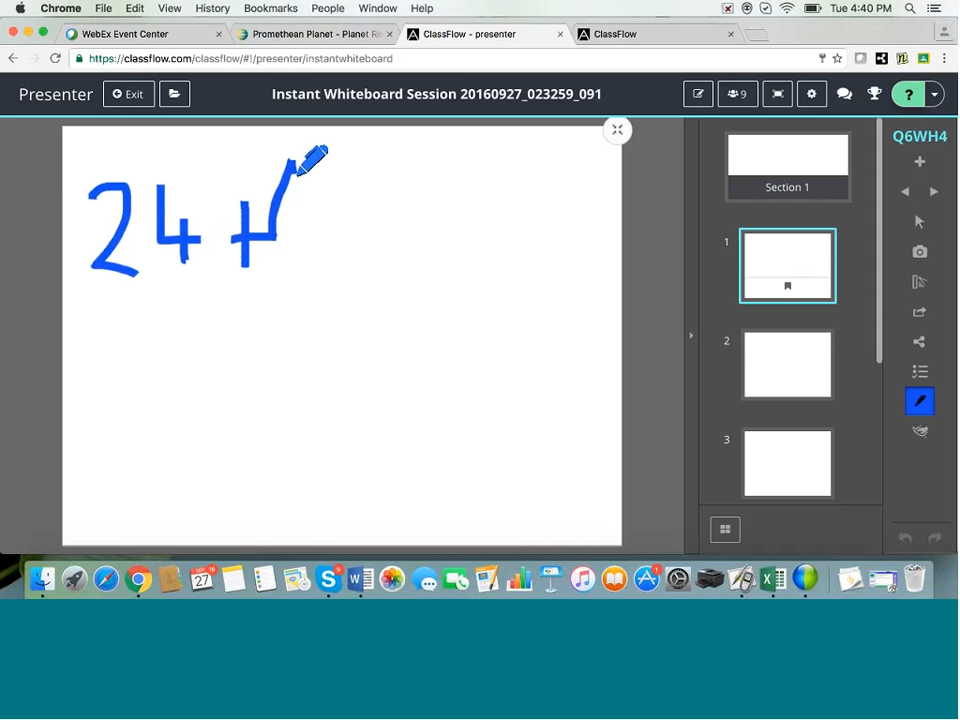 Chrome File Edit View History Bookmarks People Window Help Tue 4:40 PM
WebEx Event Center Promethean Planet - Planet R ClassFlow - presenter ClassFlow
https://classflow.com/classflow/#!/presenter/instantwhiteboard
Presenter Exit Instant Whiteboard Session 20160927_023259_091 9 ?
Q6WH4
Section 1
24 +
1
2
3
27